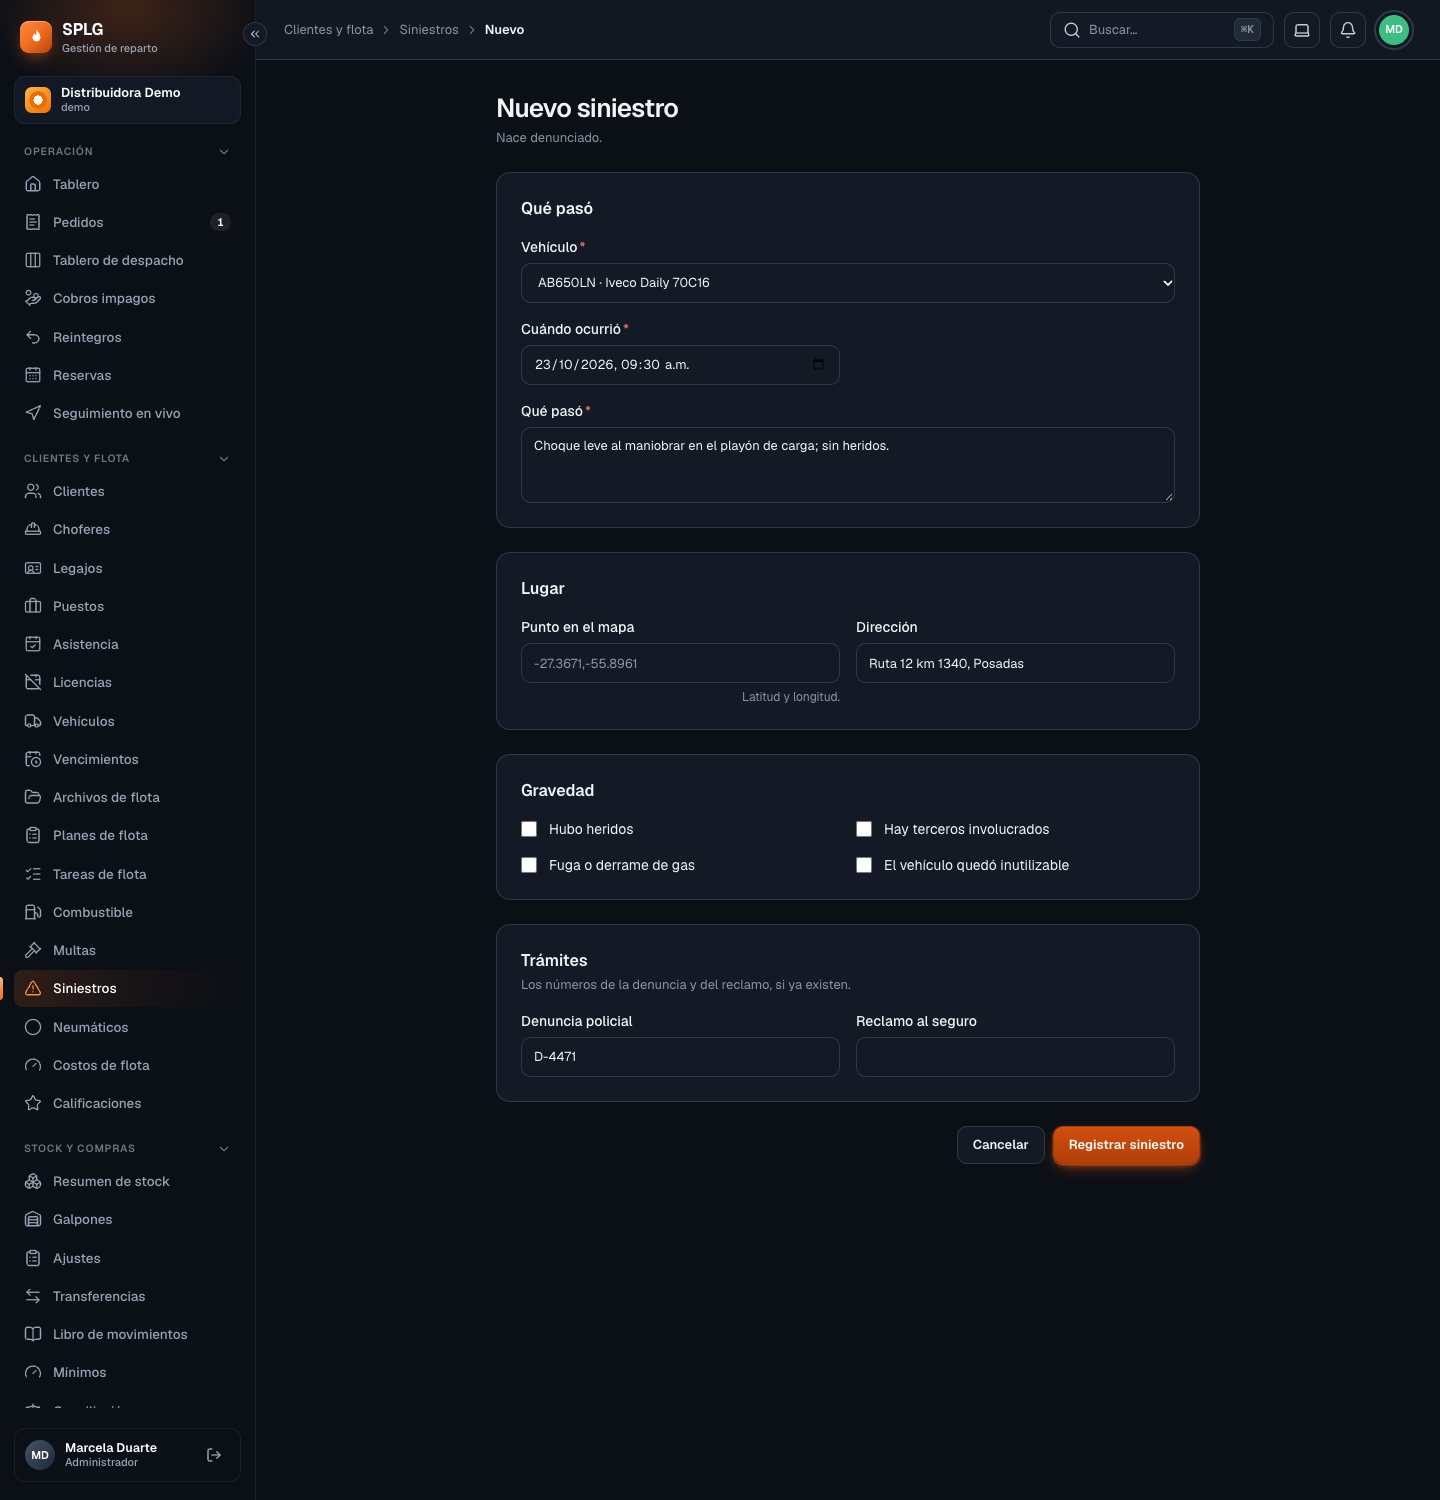 SPLG
Gestión de reparto
Distribuidora Demo
demo
OPERACIÓN
Tablero
Pedidos 1
Tablero de despacho
Cobros impagos
Reintegros
Reservas
Seguimiento en vivo
CLIENTES Y FLOTA
Clientes
Choferes
Legajos
Puestos
Asistencia
Licencias
Vehículos
Vencimientos
Archivos de flota
Planes de flota
Tareas de flota
Combustible
Multas
Siniestros
Neumáticos
Costos de flota
Calificaciones
STOCK Y COMPRAS
Resumen de stock
Galpones
Ajustes
Transferencias
Libro de movimientos
Mínimos
MD
Marcela Duarte
Administrador
Clientes y flota > Siniestros > Nuevo
Buscar... ⌘K
MD
Nuevo siniestro
Nace denunciado.
Qué pasó
Vehículo *
AB650LN · Iveco Daily 70C16
Cuándo ocurrió *
23/10/2026, 09:30 a.m.
Qué pasó *
Choque leve al maniobrar en el playón de carga; sin heridos.
Lugar
Punto en el mapa
-27.3671,-55.8961
Latitud y longitud.
Dirección
Ruta 12 km 1340, Posadas
Gravedad
Hubo heridos
Hay terceros involucrados
Fuga o derrame de gas
El vehículo quedó inutilizable
Trámites
Los números de la denuncia y del reclamo, si ya existen.
Denuncia policial
D-4471
Reclamo al seguro
Cancelar
Registrar siniestro